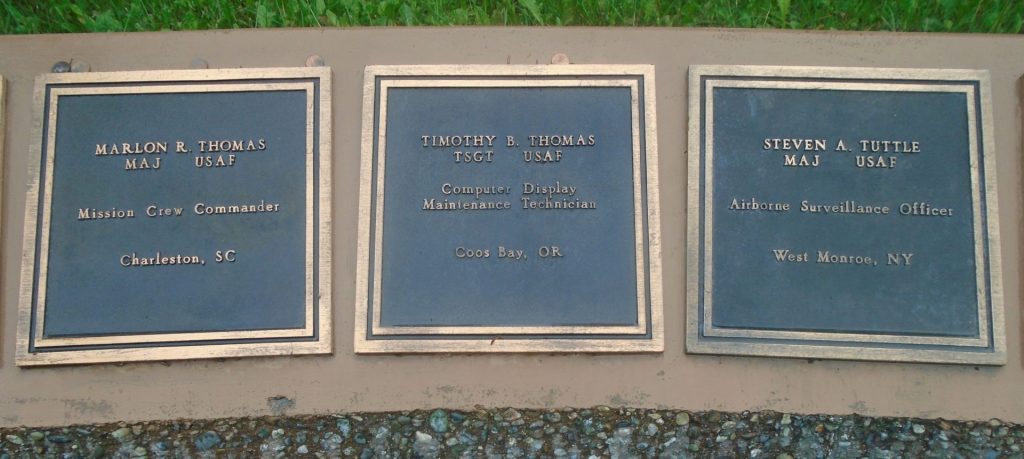 MARLON R. THOMAS
MAJ USAF
Mission Crew Commander
Charleston, SC
TIMOTHY B. THOMAS
TSGT USAF
Computer Display
Maintenance Technician
Coos Bay, OR
STEVEN A. TUTTLE
MAJ USAF
Airborne Surveillance Officer
West Monroe, NY